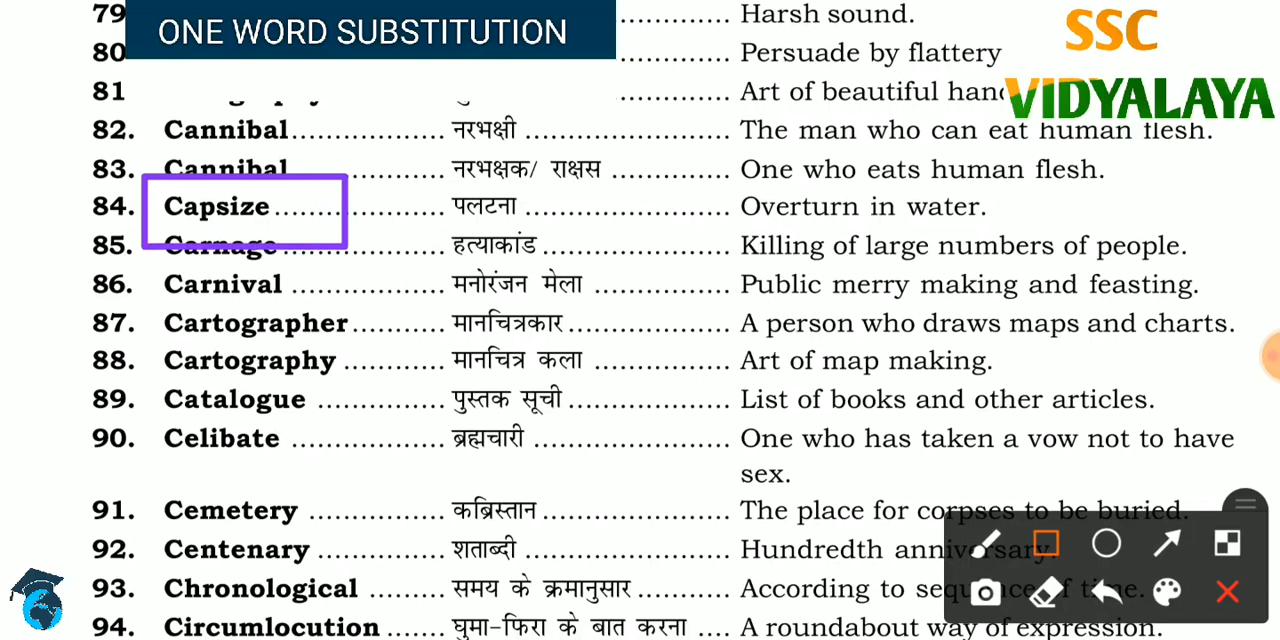 ONE WORD SUBSTITUTION
SSC
VIDYALAYA
79 ............. Harsh sound.
80 ............. Persuade by flattery
81 ............. Art of beautiful
82. Cannibal.................. नरभक्षी ........................ The man who can eat human flesh.
83. Cannibal ............ नरभक्षक/ राक्षस ................ One who eats human flesh.
84. Capsize.................... पलटना ........................ Overturn in water.
85. Carnage ................... हत्याकांड ...................... Killing of large numbers of people.
86. Carnival ................... मनोरंजन मेला ................ Public merry making and feasting.
87. Cartographer............ मानचित्रकार................... A person who draws maps and charts.
88. Cartography ............. मानचित्र कला ................ Art of map making.
89. Catalogue ................ पुस्तक सूची................... List of books and other articles.
90. Celibate ................... ब्रह्मचारी ....................... One who has taken a vow not to have
sex.
91. Cemetery ................. कब्रिस्तान...................... The place for corpses to be buried.
92. Centenary ................ शताब्दी ......................... Hundredth anniversary.
93. Chronological ........... समय के क्रमानुसार........... According to sequence of time.
94. Circumlocution ....... घुमा-फिरा के बात करना .... A roundabout way of expression.